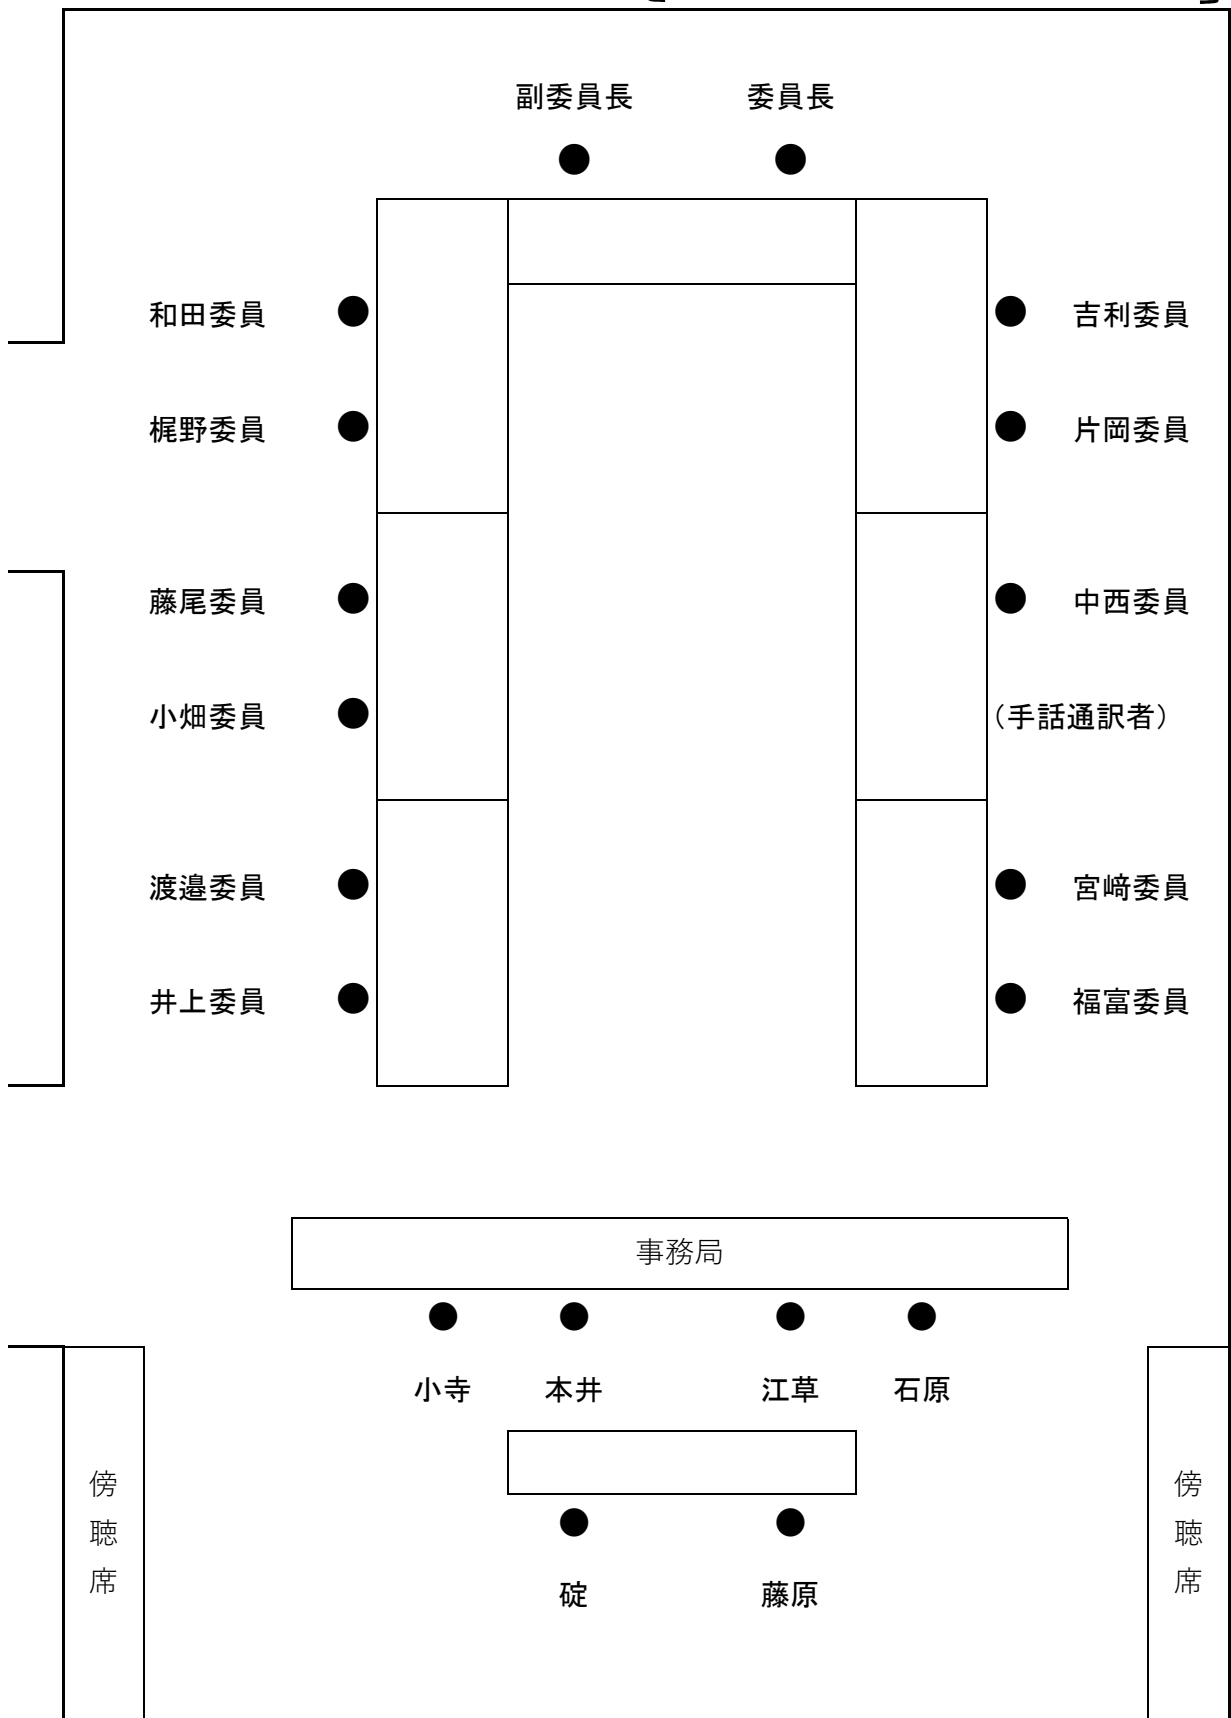 副委員長 委員長
和田委員 吉利委員
梶野委員 片岡委員
藤尾委員 中西委員
小畑委員 （手話通訳者）
渡邉委員 宮﨑委員
井上委員 福富委員
事務局
小寺 本井 江草 石原
傍聴席 傍聴席
碇 藤原